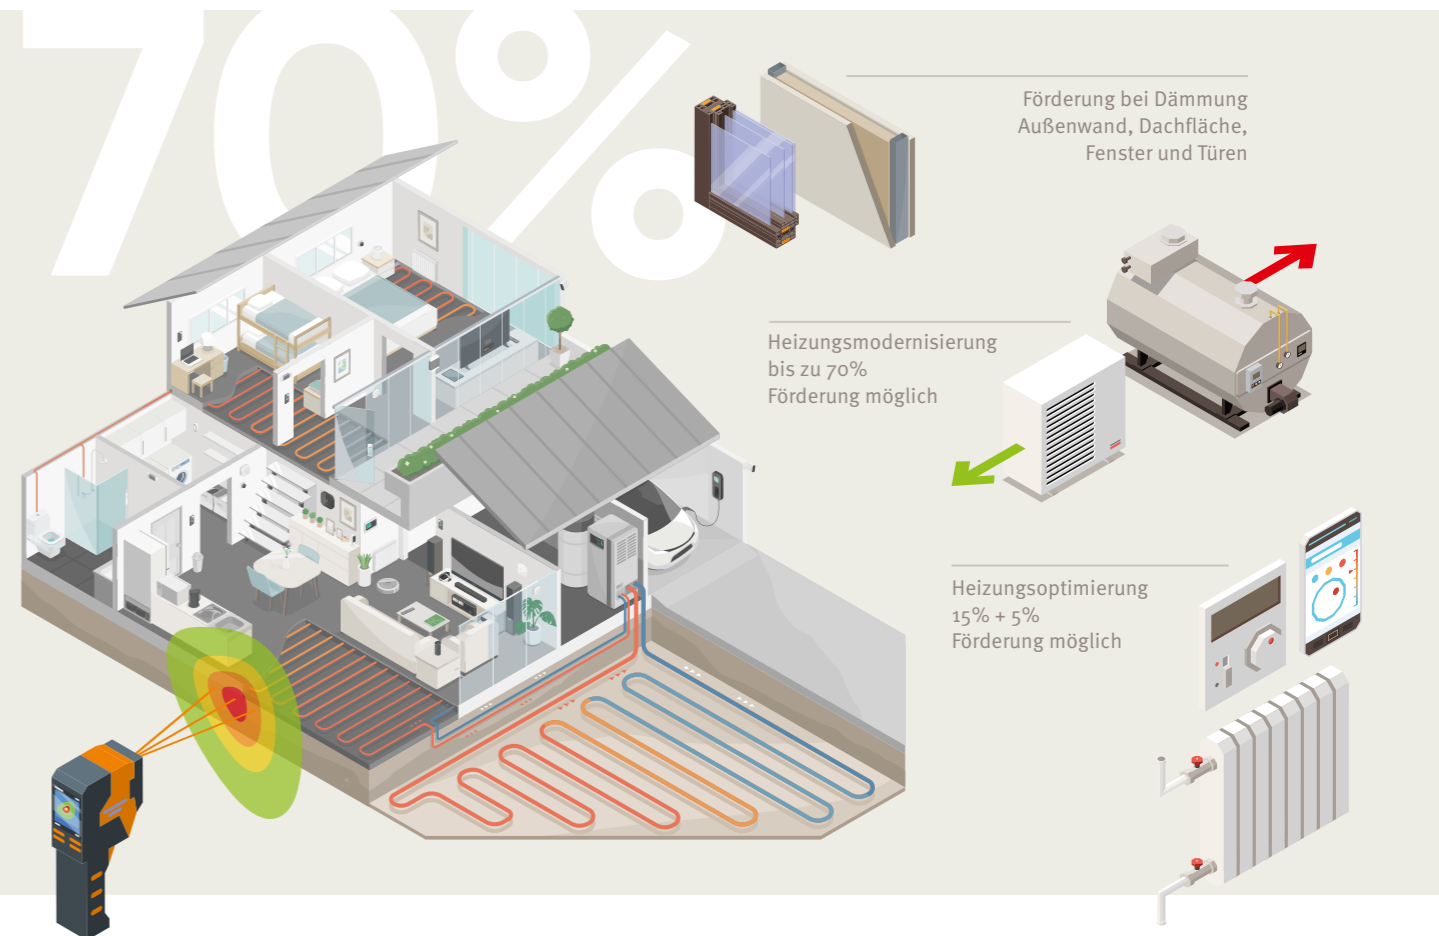 70%
Förderung bei Dämmung
Außenwand, Dachfläche,
Fenster und Türen
Heizungsmodernisierung
bis zu 70%
Förderung möglich
Heizungsoptimierung
15% + 5%
Förderung möglich